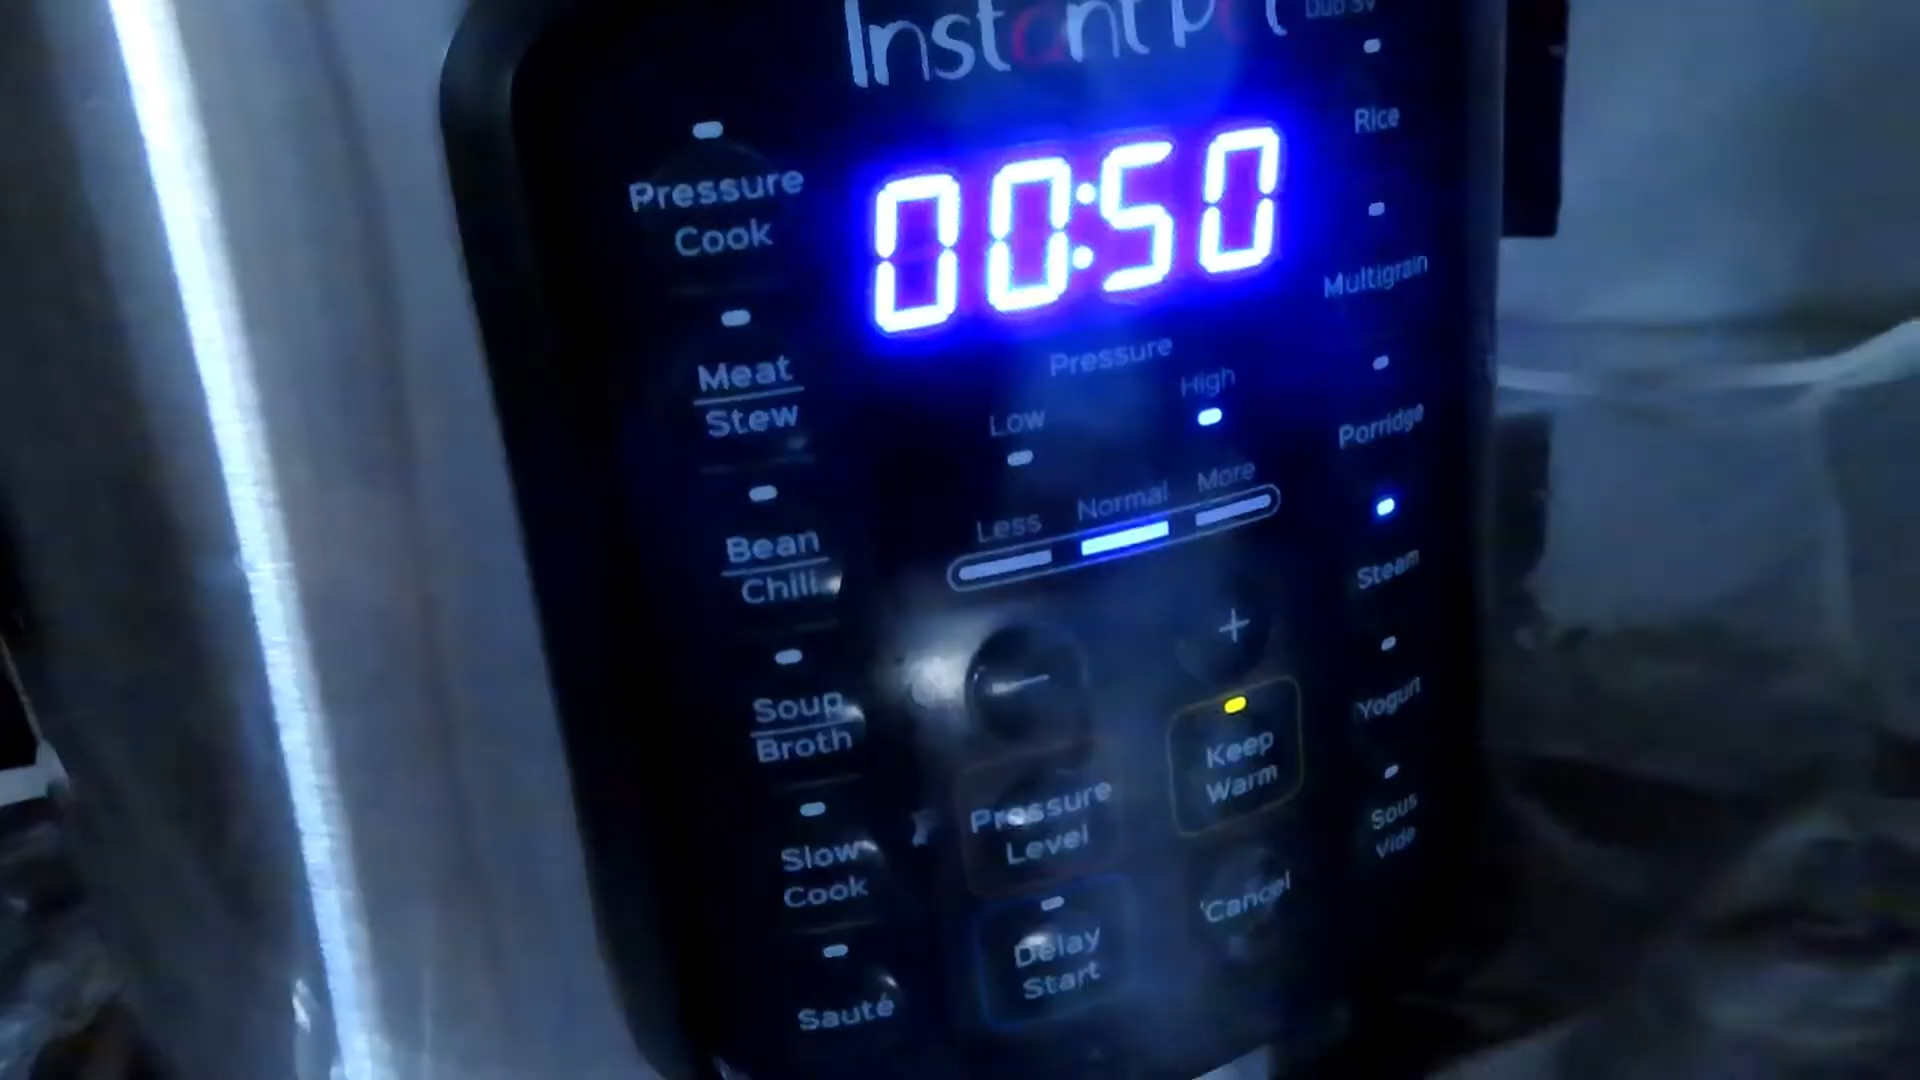 Instant Pot
Duo SV
00:50
Pressure
Cook
Meat
Stew
Bean
Chili
Soup
Broth
Slow
Cook
Sauté
Pressure
Low
High
Less
Normal
More
−
+
Pressure
Level
Keep
Warm
Delay
Start
Cancel
Rice
Multigrain
Porridge
Steam
Yogurt
Sous
Vide